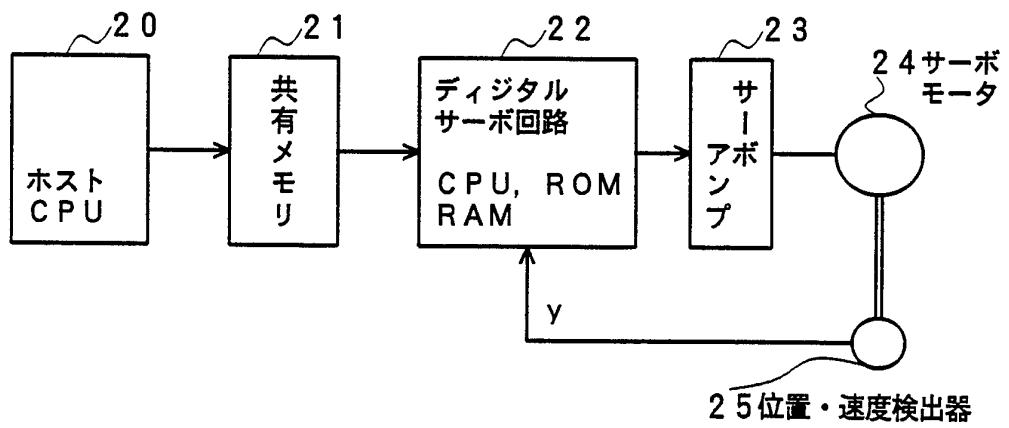 20
ホスト
CPU
21
共有メモリ
22
ディジタル
サーボ回路
CPU, ROM
RAM
23
サーボ
アンプ
24サーボ
モータ
y
25位置・速度検出器